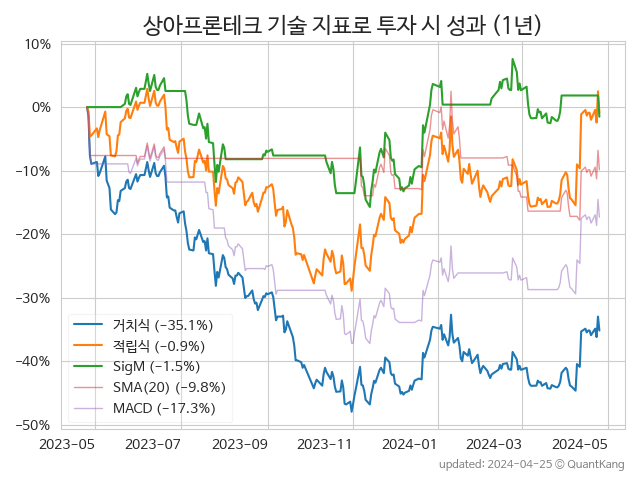 상아프론테크 기술 지표로 투자 시 성과 (1년)
10%
0%
−10%
−20%
−30%
−40%
−50%
거치식 (−35.1%)
적립식 (−0.9%)
SigM (−1.5%)
SMA(20) (−9.8%)
MACD (−17.3%)
2023-05 2023-07 2023-09 2023-11 2024-01 2024-03 2024-05
updated: 2024-04-25 © QuantKang